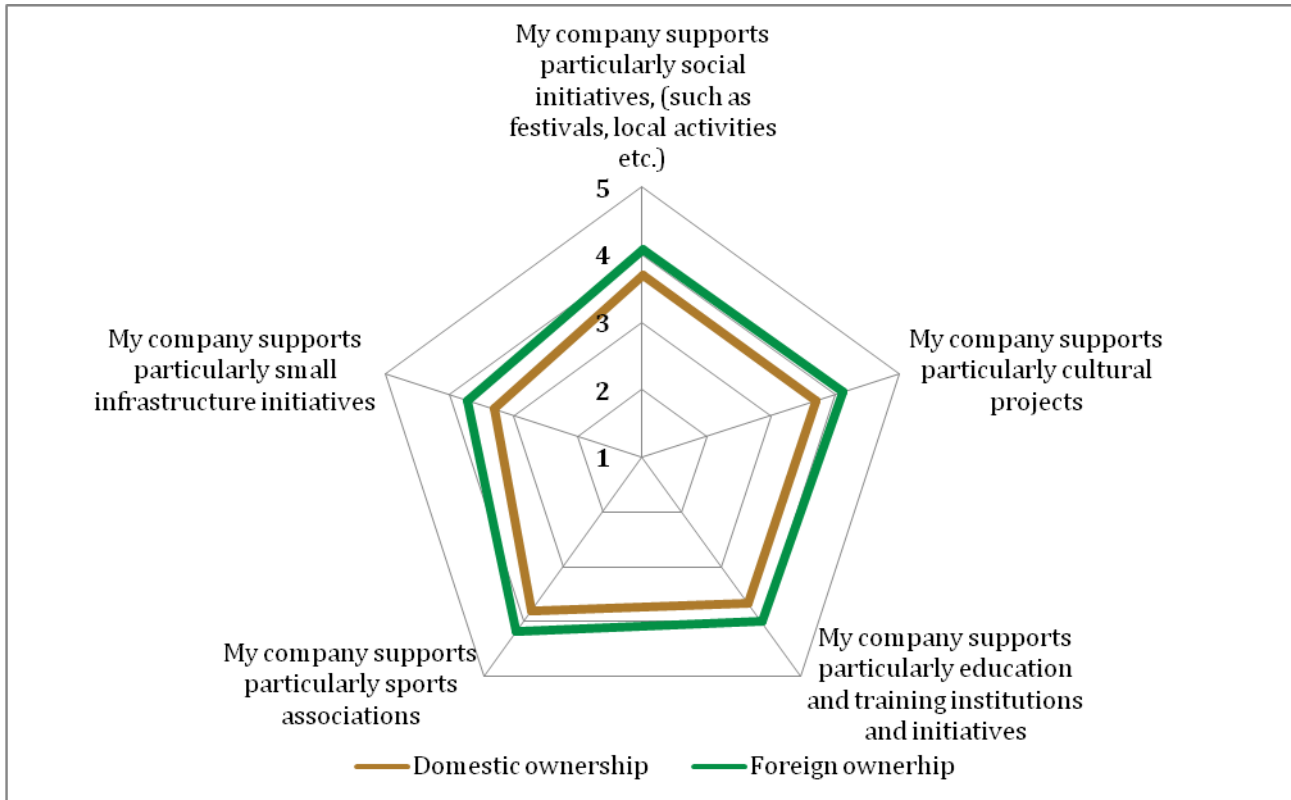 My company supports
particularly social
initiatives, (such as
festivals, local activities
etc.)
5
4
3
2
1
My company supports
particularly cultural
projects
My company supports
particularly education
and training institutions
and initiatives
My company supports
particularly sports
associations
My company supports
particularly small
infrastructure initiatives
Domestic ownership
Foreign ownerhip